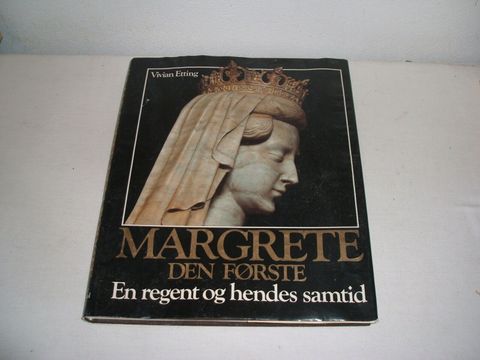 Vivian Etting
MARGRETE
DEN FØRSTE
En regent og hendes samtid